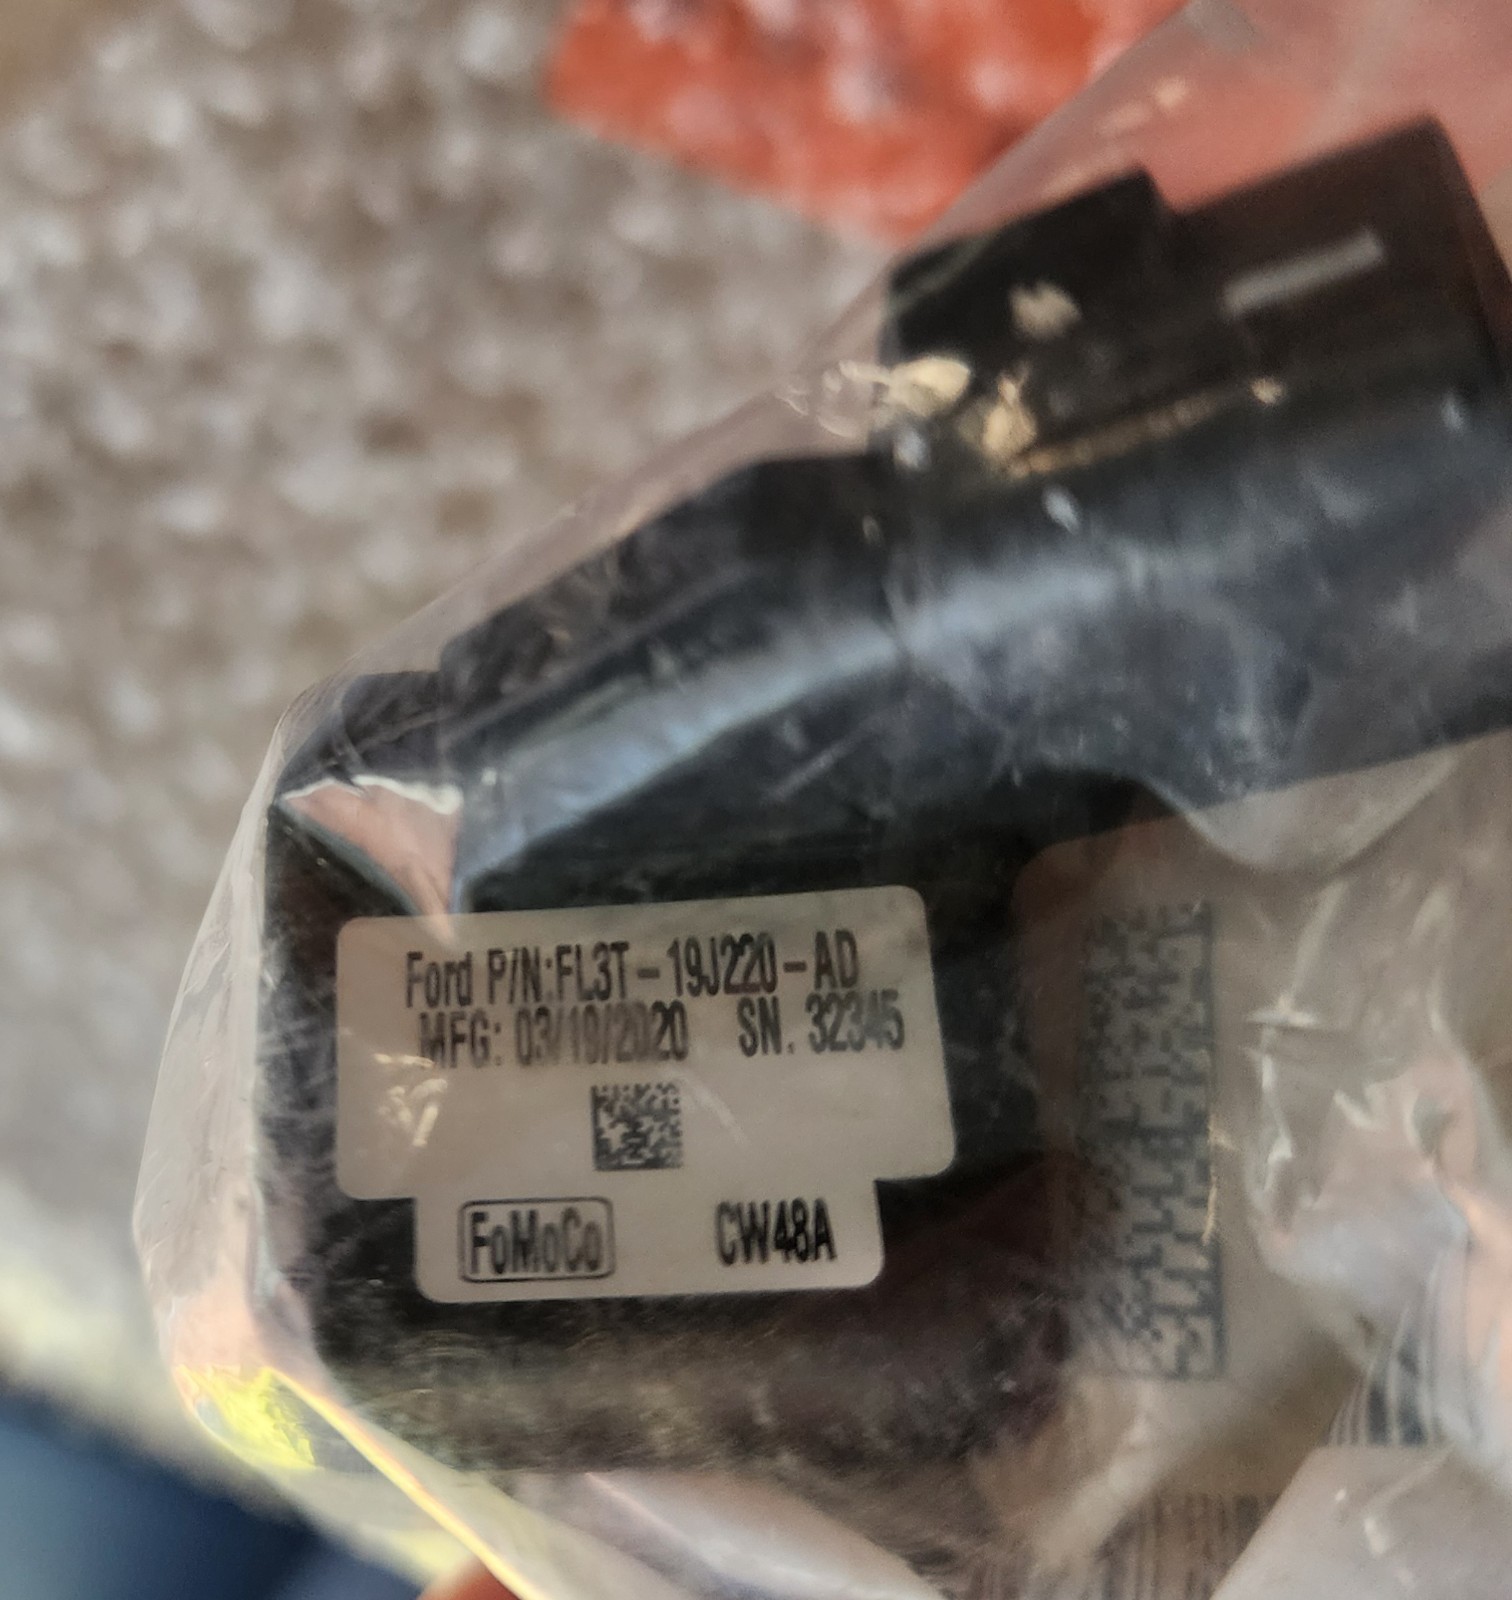 Ford P/N:FL3T-19J220-AD
MFG: 03/19/2020 SN. 32345
FoMoCo CW48A